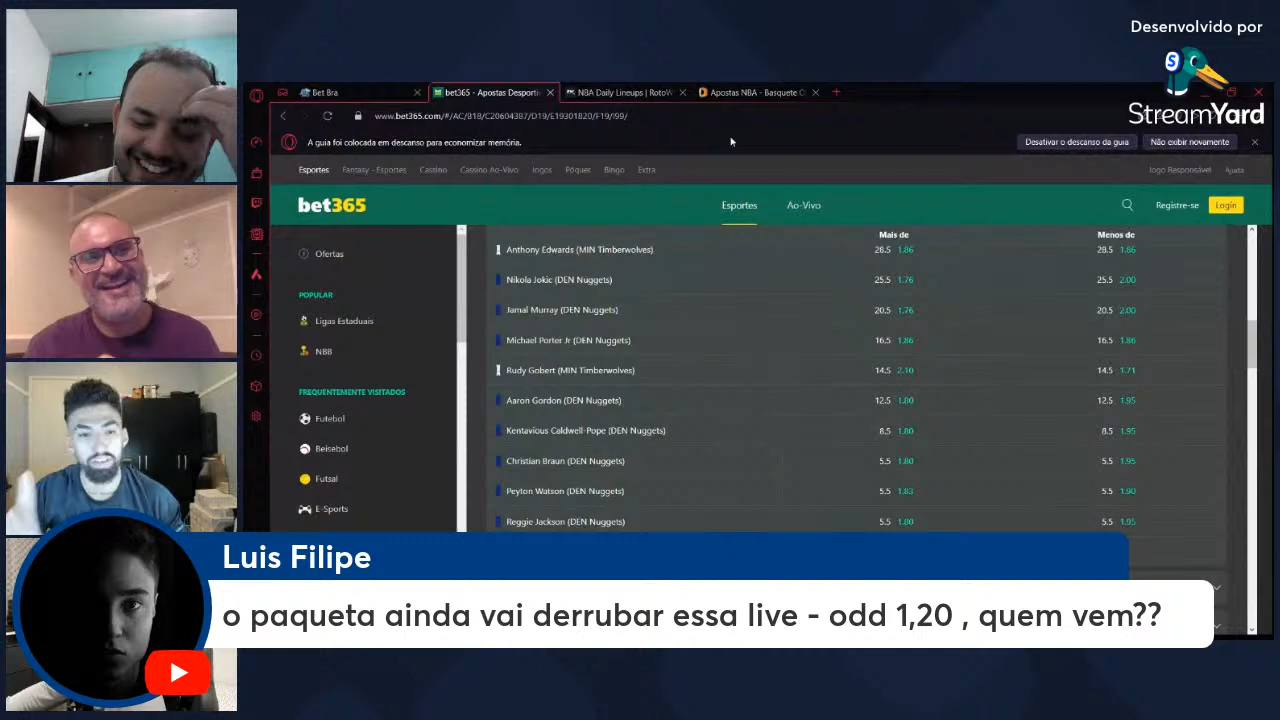 Desenvolvido por
StreamYard
Bet Bra
bet365 - Apostas Desporti
NBA Daily Lineups | RotoW
Apostas NBA - Basquete O
www.bet365.com/#/AC/B18/C20604387/D19/E19301820/F19/I99/
A guia foi colocada em descanso para economizar memória.
Desativar o descanso da guia
Não exibir novamente
Esportes Fantasy - Esportes Cassino Cassino Ao-Vivo Jogos Pôquer Bingo Extra
Jogo Responsável Ajuda
bet365
Esportes Ao-Vivo
Registre-se Login
Ofertas
POPULAR
Ligas Estaduais
NBB
FREQUENTEMENTE VISITADOS
Futebol
Beisebol
Futsal
E-Sports
Mais de Menos de
Anthony Edwards (MIN Timberwolves) 28.5 1.86 28.5 1.86
Nikola Jokic (DEN Nuggets) 25.5 1.76 25.5 2.00
Jamal Murray (DEN Nuggets) 20.5 1.76 20.5 2.00
Michael Porter Jr (DEN Nuggets) 16.5 1.86 16.5 1.86
Rudy Gobert (MIN Timberwolves) 14.5 2.10 14.5 1.71
Aaron Gordon (DEN Nuggets) 12.5 1.80 12.5 1.95
Kentavious Caldwell-Pope (DEN Nuggets) 8.5 1.80 8.5 1.95
Christian Braun (DEN Nuggets) 5.5 1.80 5.5 1.95
Peyton Watson (DEN Nuggets) 5.5 1.83 5.5 1.90
Reggie Jackson (DEN Nuggets) 5.5 1.80 5.5 1.95
Luis Filipe
o paqueta ainda vai derrubar essa live - odd 1,20 , quem vem??